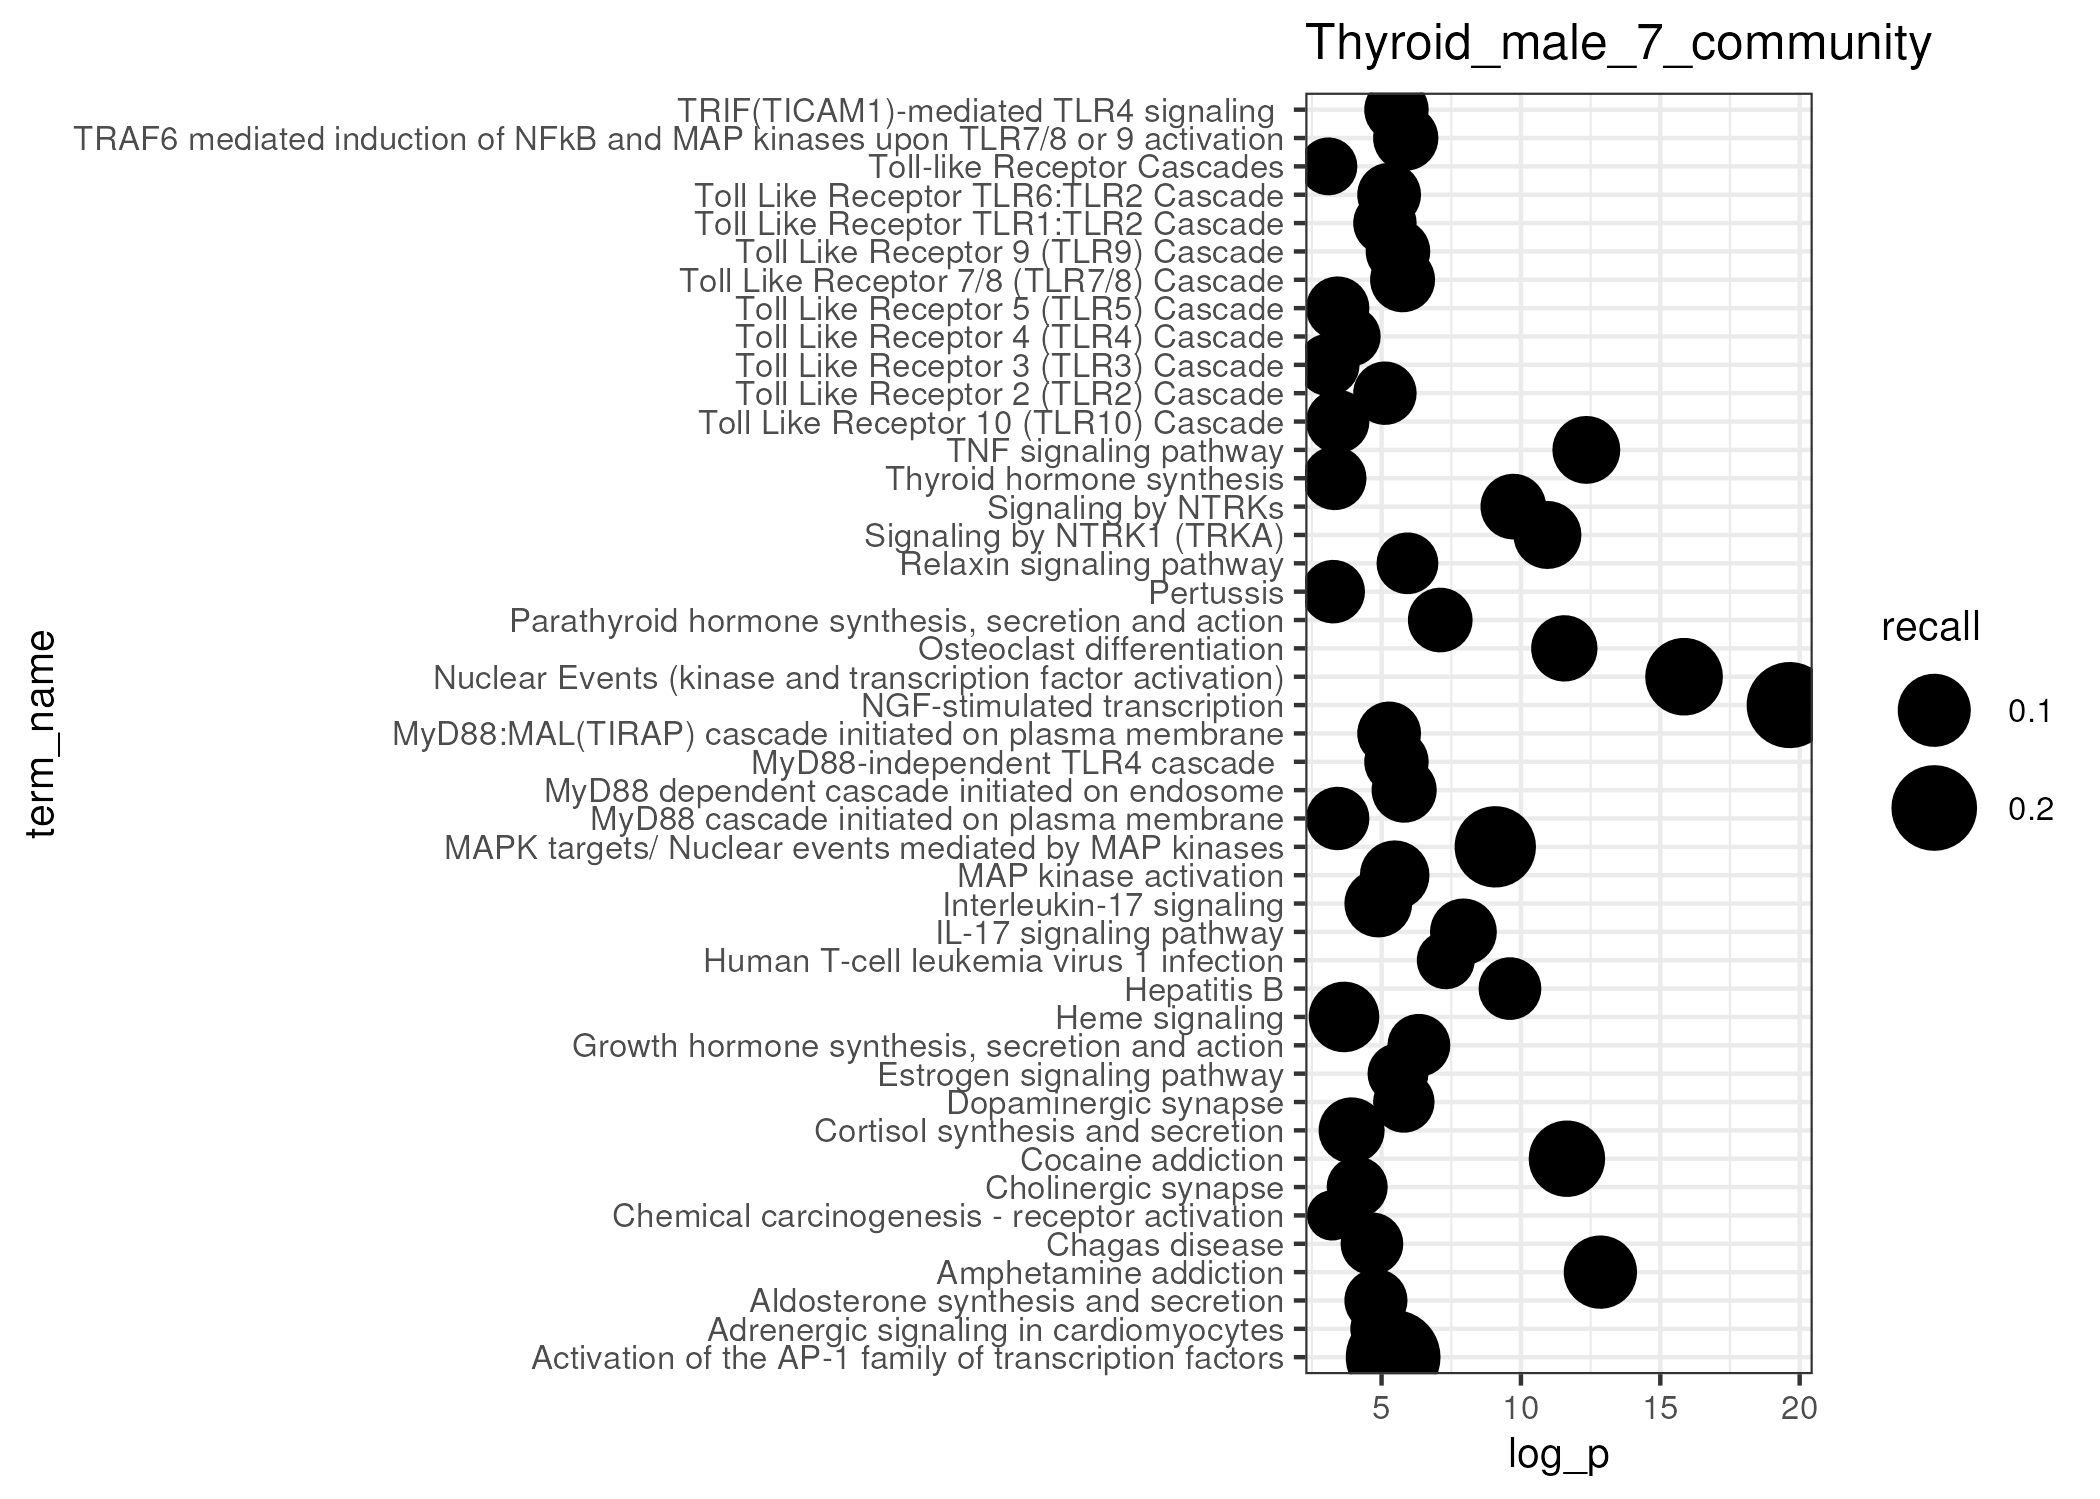 Thyroid_male_7_community
TRIF(TICAM1)-mediated TLR4 signaling
TRAF6 mediated induction of NFkB and MAP kinases upon TLR7/8 or 9 activation
Toll-like Receptor Cascades
Toll Like Receptor TLR6:TLR2 Cascade
Toll Like Receptor TLR1:TLR2 Cascade
Toll Like Receptor 9 (TLR9) Cascade
Toll Like Receptor 7/8 (TLR7/8) Cascade
Toll Like Receptor 5 (TLR5) Cascade
Toll Like Receptor 4 (TLR4) Cascade
Toll Like Receptor 3 (TLR3) Cascade
Toll Like Receptor 2 (TLR2) Cascade
Toll Like Receptor 10 (TLR10) Cascade
TNF signaling pathway
Thyroid hormone synthesis
Signaling by NTRKs
Signaling by NTRK1 (TRKA)
Relaxin signaling pathway
Pertussis
Parathyroid hormone synthesis, secretion and action
Osteoclast differentiation
Nuclear Events (kinase and transcription factor activation)
NGF-stimulated transcription
MyD88:MAL(TIRAP) cascade initiated on plasma membrane
MyD88-independent TLR4 cascade
MyD88 dependent cascade initiated on endosome
MyD88 cascade initiated on plasma membrane
MAPK targets/ Nuclear events mediated by MAP kinases
MAP kinase activation
Interleukin-17 signaling
IL-17 signaling pathway
Human T-cell leukemia virus 1 infection
Hepatitis B
Heme signaling
Growth hormone synthesis, secretion and action
Estrogen signaling pathway
Dopaminergic synapse
Cortisol synthesis and secretion
Cocaine addiction
Cholinergic synapse
Chemical carcinogenesis - receptor activation
Chagas disease
Amphetamine addiction
Aldosterone synthesis and secretion
Adrenergic signaling in cardiomyocytes
Activation of the AP-1 family of transcription factors
term_name
5 10 15 20
log_p
recall
0.1
0.2